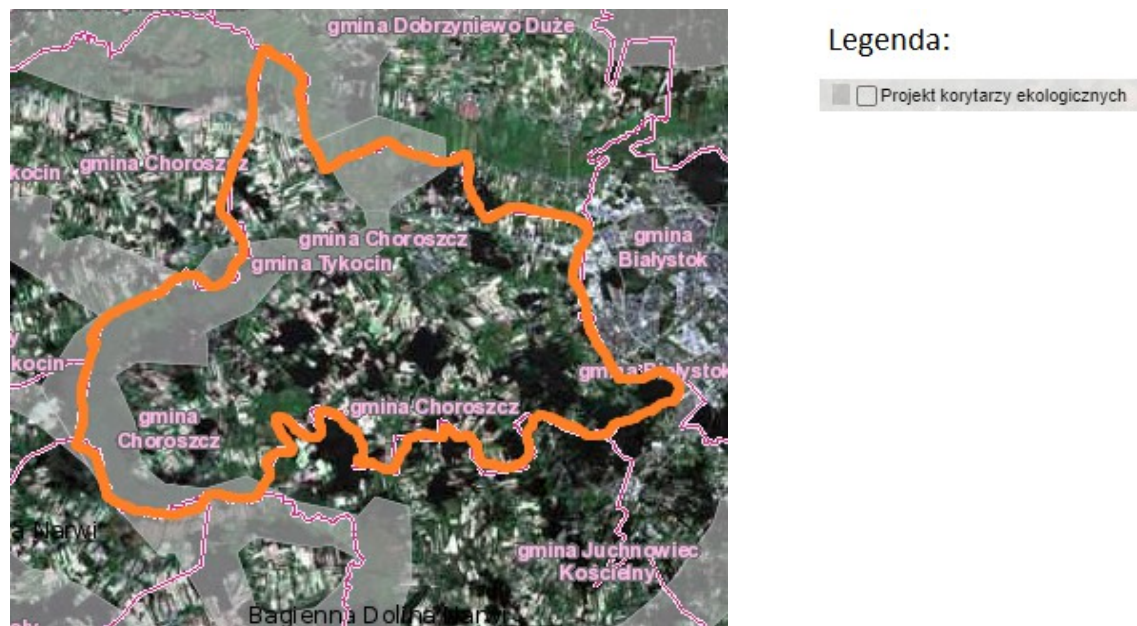 gmina Dobrzyniewo Duże
Legenda:
Projekt korytarzy ekologicznych
kocin
gmina Choroszcz
gmina Choroszcz
gmina Tykocin
gmina
Białystok
y
kocin
gmina Białystok
gmina Choroszcz
gmina
Choroszcz
a Narwi
gmina Juchnowiec
Kościelny
Bagienna Dolina Narwi